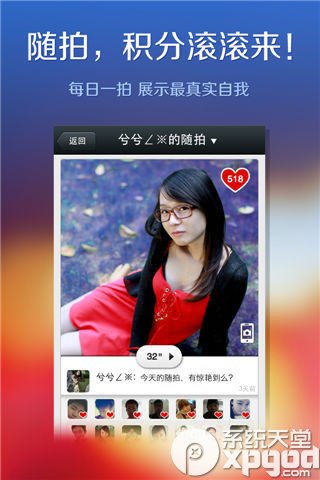 随拍，积分滚滚来！
每日一拍 展示最真实自我
返回
兮兮∠※的随拍▼
518
32"
兮兮∠※：今天的随拍，有惊艳到么？
3天前
系统天堂
xpgod.com